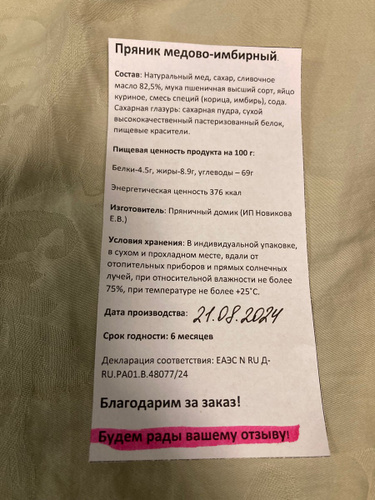 Пряник медово-имбирный.
Состав: Натуральный мед, сахар, сливочное
масло 82,5%, мука пшеничная высший сорт, яйцо
куриное, смесь специй (корица, имбирь), сода.
Сахарная глазурь: сахарная пудра, сухой
высококачественный пастеризованный белок,
пищевые красители.
Пищевая ценность продукта на 100 г:
Белки-4.5г, жиры-8.9г, углеводы – 69г
Энергетическая ценность 376 ккал
Изготовитель: Пряничный домик (ИП Новикова
Е.В.)
Условия хранения: В индивидуальной упаковке,
в сухом и прохладном месте, вдали от
отопительных приборов и прямых солнечных
лучей, при относительной влажности не более
75%, при температуре не более +25˚С.
Дата производства: 21.08.2024
Срок годности: 6 месяцев
Декларация соответствия: ЕАЭС N RU Д-
RU.РА01.В.48077/24
Благодарим за заказ!
Будем рады вашему отзыву!